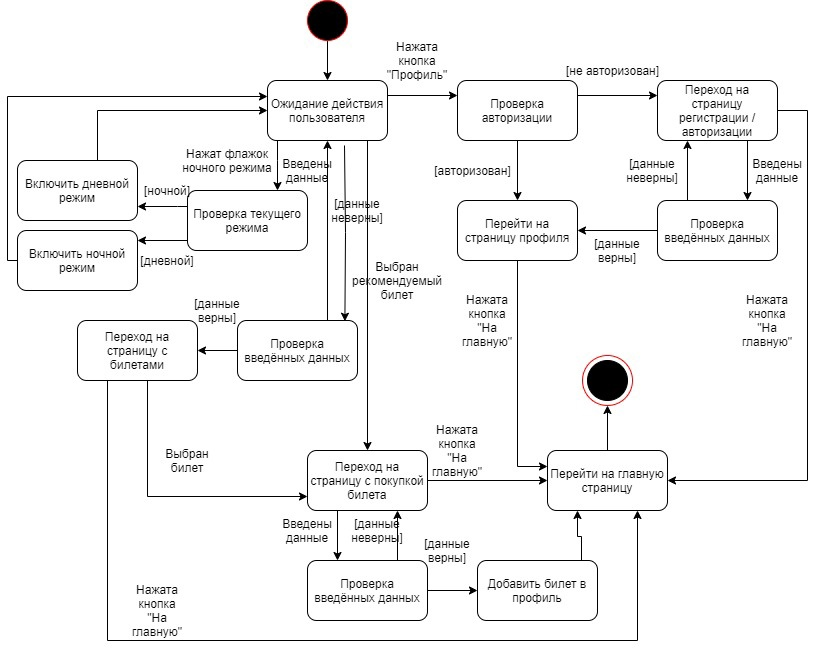 Нажата
кнопка
"Профиль"
[не авторизован]
Ожидание действия
пользователя
Проверка
авторизации
Переход на
страницу
регистрации /
авторизации
Нажат флажок
ночного режима
Введены
данные
[авторизован]
[данные
неверны]
Введены
данные
Включить дневной
режим
[ночной]
Проверка текущего
режима
[данные
неверны]
Перейти на
страницу профиля
Проверка
введённых данных
Включить ночной
режим
[дневной]
[данные
верны]
Выбран
рекомендуемый
билет
[данные
верны]
Нажата
кнопка
"На
главную"
Нажата
кнопка
"На
главную"
Переход на
страницу с
билетами
Проверка
введённых данных
Выбран
билет
Нажата
кнопка
"На
главную"
Переход на
страницу с покупкой
билета
Перейти на главную
страницу
Введены
данные
[данные
неверны]
[данные
верны]
Проверка
введённых данных
Добавить билет в
профиль
Нажата
кнопка
"На
главную"